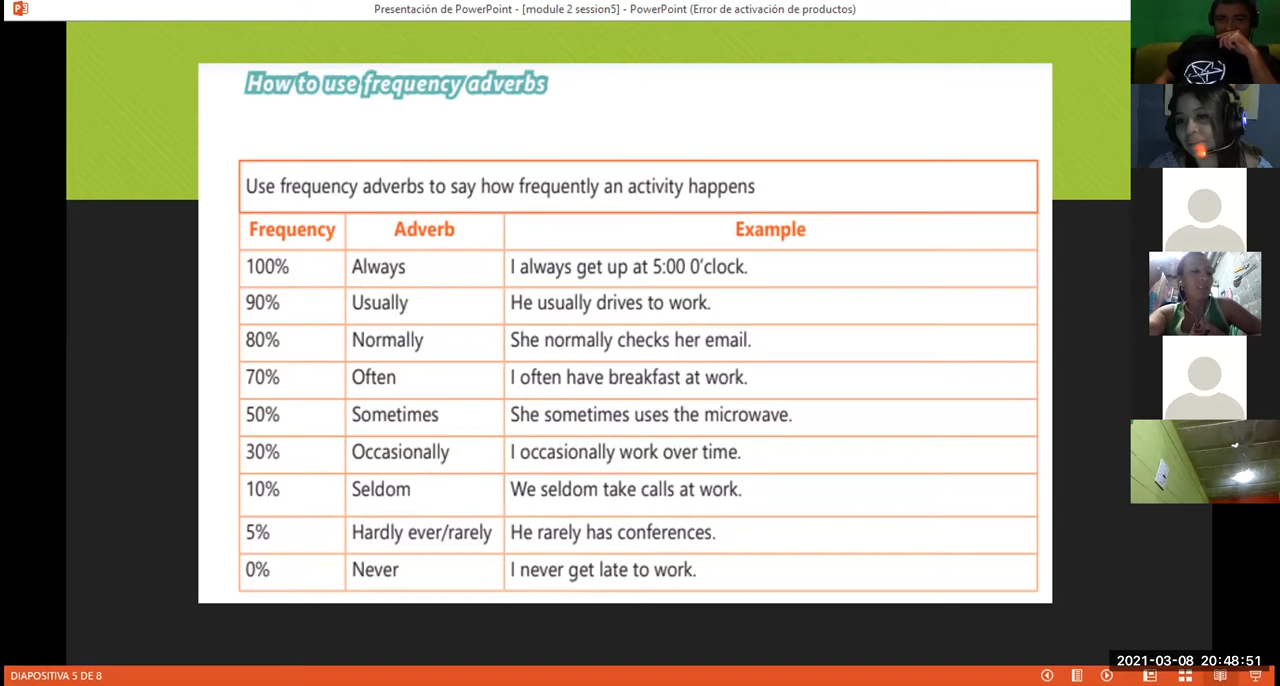 Presentación de PowerPoint - [module 2 session5] - PowerPoint (Error de activación de productos)
How to use frequency adverbs
Use frequency adverbs to say how frequently an activity happens
Frequency Adverb Example
100% Always I always get up at 5:00 0'clock.
90% Usually He usually drives to work.
80% Normally She normally checks her email.
70% Often I often have breakfast at work.
50% Sometimes She sometimes uses the microwave.
30% Occasionally I occasionally work over time.
10% Seldom We seldom take calls at work.
5% Hardly ever/rarely He rarely has conferences.
0% Never I never get late to work.
2021-03-08 20:48:51
DIAPOSITIVA 5 DE 8